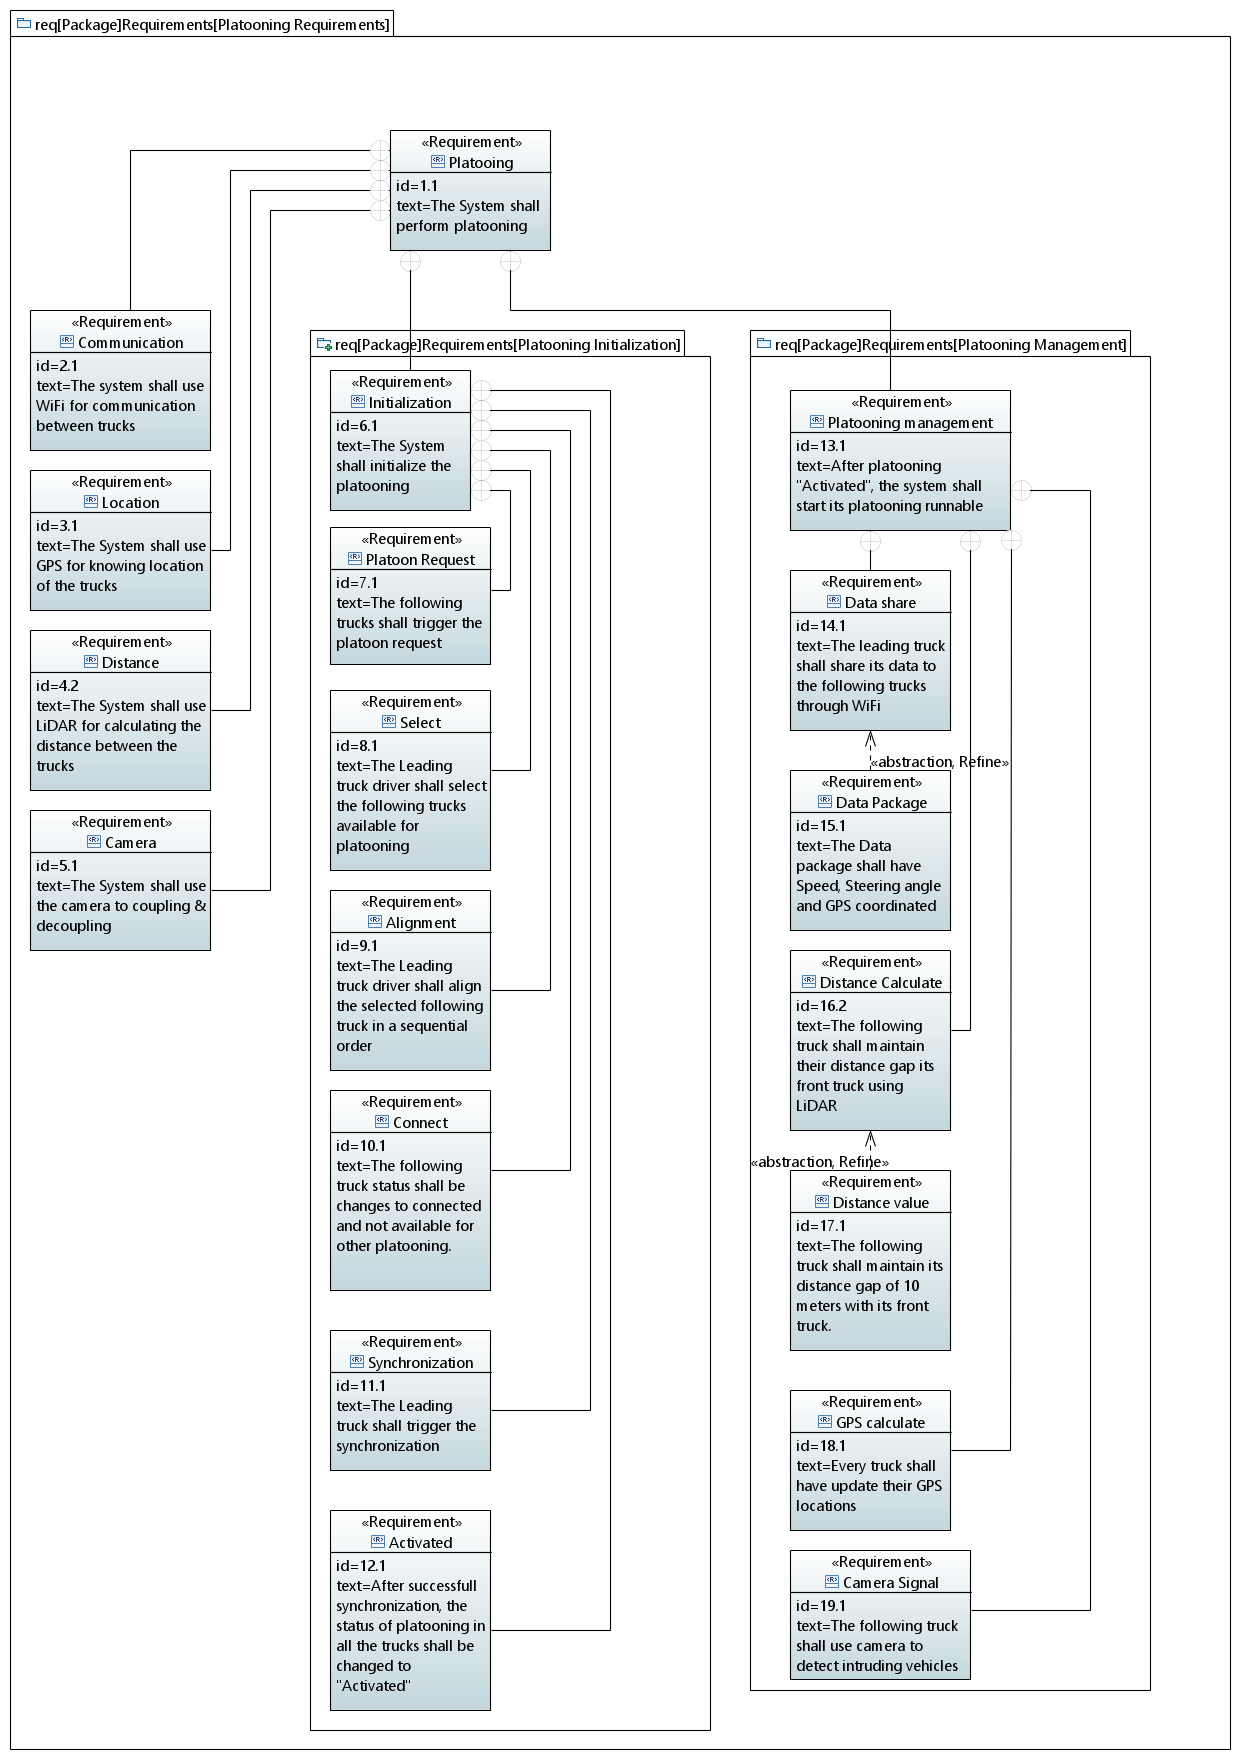 req[Package]Requirements[Platooning Requirements]
«Requirement»
Platooing
id=1.1
text=The System shall
perform platooning
«Requirement»
Communication
id=2.1
text=The system shall use
WiFi for communication
between trucks
«Requirement»
Location
id=3.1
text=The System shall use
GPS for knowing location
of the trucks
«Requirement»
Distance
id=4.2
text=The System shall use
LiDAR for calculating the
distance between the
trucks
«Requirement»
Camera
id=5.1
text=The System shall use
the camera to coupling &
decoupling
req[Package]Requirements[Platooning Initialization]
«Requirement»
Initialization
id=6.1
text=The System
shall initialize the
platooning
«Requirement»
Platoon Request
id=7.1
text=The following
trucks shall trigger the
platoon request
«Requirement»
Select
id=8.1
text=The Leading
truck driver shall select
the following trucks
available for
platooning
«Requirement»
Alignment
id=9.1
text=The Leading
truck driver shall align
the selected following
truck in a sequential
order
«Requirement»
Connect
id=10.1
text=The following
truck status shall be
changes to connected
and not available for
other platooning.
«Requirement»
Synchronization
id=11.1
text=The Leading
truck shall trigger the
synchronization
«Requirement»
Activated
id=12.1
text=After successfull
synchronization, the
status of platooning in
all the trucks shall be
changed to
"Activated"
req[Package]Requirements[Platooning Management]
«Requirement»
Platooning management
id=13.1
text=After platooning
"Activated", the system shall
start its platooning runnable
«Requirement»
Data share
id=14.1
text=The leading truck
shall share its data to
the following trucks
through WiFi
«abstraction, Refine»
«Requirement»
Data Package
id=15.1
text=The Data
package shall have
Speed, Steering angle
and GPS coordinated
«Requirement»
Distance Calculate
id=16.2
text=The following
truck shall maintain
their distance gap its
front truck using
LiDAR
«abstraction, Refine»
«Requirement»
Distance value
id=17.1
text=The following
truck shall maintain its
distance gap of 10
meters with its front
truck.
«Requirement»
GPS calculate
id=18.1
text=Every truck shall
have update their GPS
locations
«Requirement»
Camera Signal
id=19.1
text=The following truck
shall use camera to
detect intruding vehicles